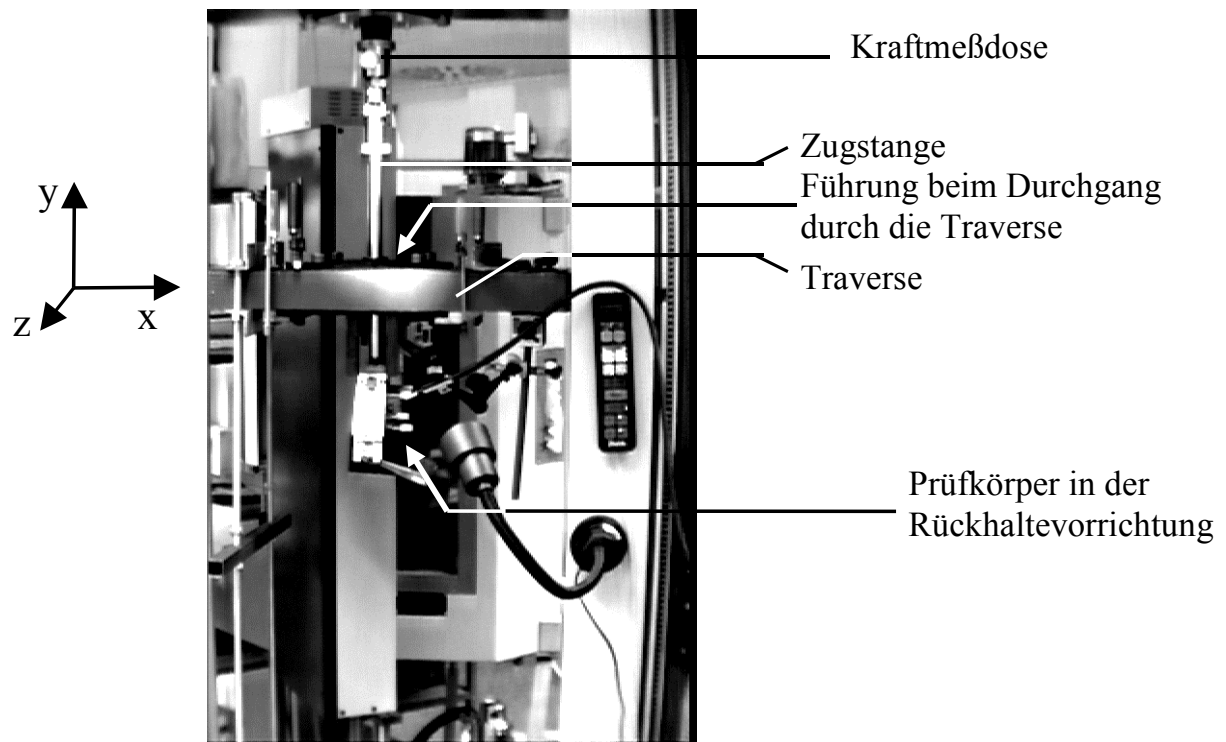 Kraftmeßdose
Zugstange
Führung beim Durchgang
durch die Traverse
Traverse
y
z
x
Prüfkörper in der
Rückhaltevorrichtung